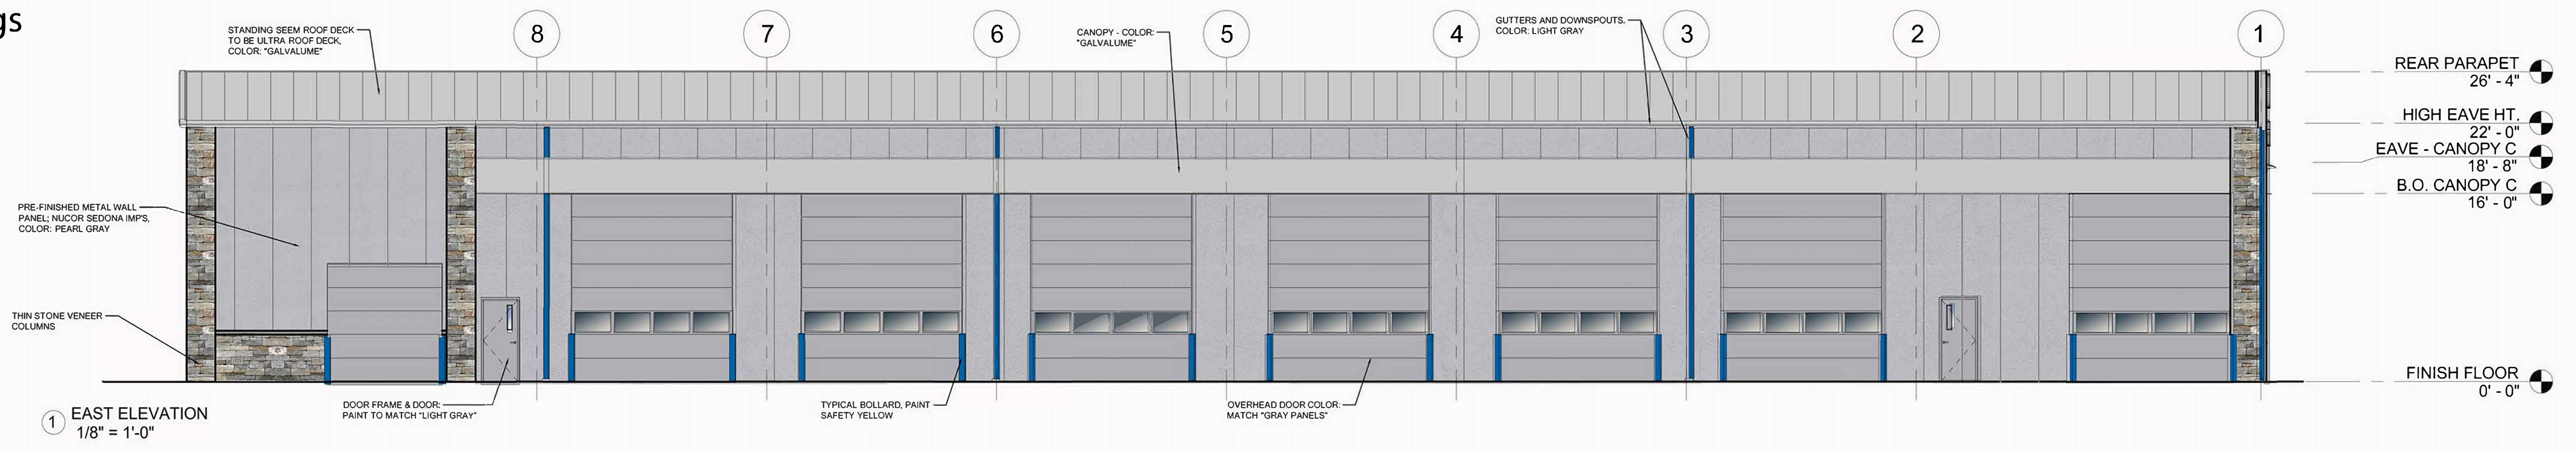 gs
STANDING SEEM ROOF DECK
TO BE ULTRA ROOF DECK,
COLOR: "GALVALUME"
8
7
6
CANOPY - COLOR:
"GALVALUME"
5
4
GUTTERS AND DOWNSPOUTS,
COLOR: LIGHT GRAY
3
2
1
REAR PARAPET
26' - 4"
HIGH EAVE HT.
22' - 0"
EAVE - CANOPY C
18' - 8"
B.O. CANOPY C
16' - 0"
PRE-FINISHED METAL WALL
PANEL; NUCOR SEDONA IMP'S,
COLOR: PEARL GRAY
THIN STONE VENEER
COLUMNS
FINISH FLOOR
0' - 0"
1 EAST ELEVATION
1/8" = 1'-0"
DOOR FRAME & DOOR:
PAINT TO MATCH "LIGHT GRAY"
TYPICAL BOLLARD, PAINT
SAFETY YELLOW
OVERHEAD DOOR COLOR:
MATCH "GRAY PANELS"